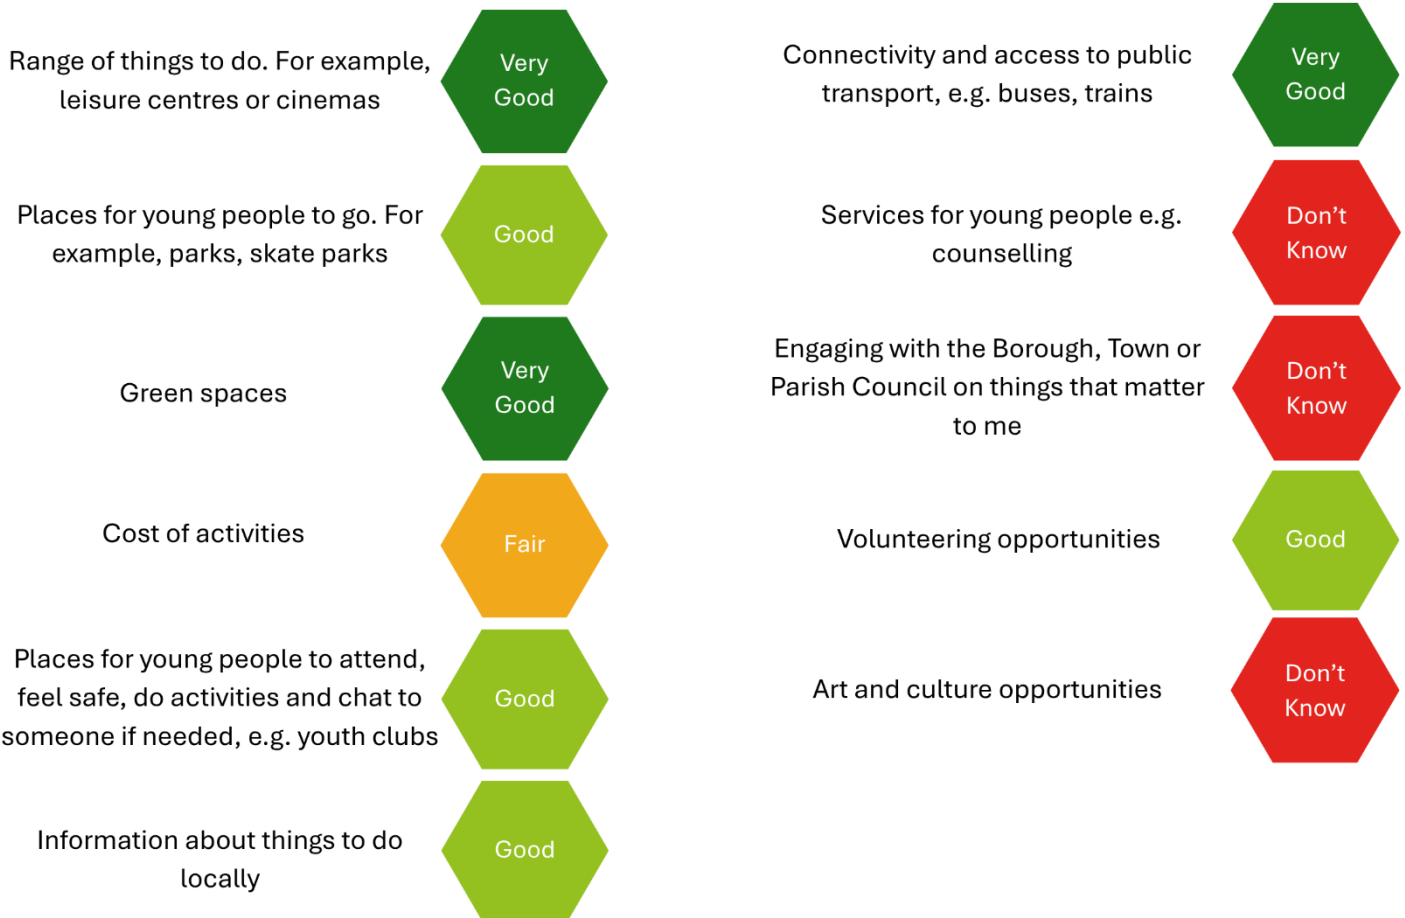 Range of things to do. For example,
leisure centres or cinemas
Very
Good
Places for young people to go. For
example, parks, skate parks
Good
Green spaces
Very
Good
Cost of activities
Fair
Places for young people to attend,
feel safe, do activities and chat to
someone if needed, e.g. youth clubs
Good
Information about things to do
locally
Good
Connectivity and access to public
transport, e.g. buses, trains
Very
Good
Services for young people e.g.
counselling
Don’t
Know
Engaging with the Borough, Town or
Parish Council on things that matter
to me
Don’t
Know
Volunteering opportunities
Good
Art and culture opportunities
Don’t
Know